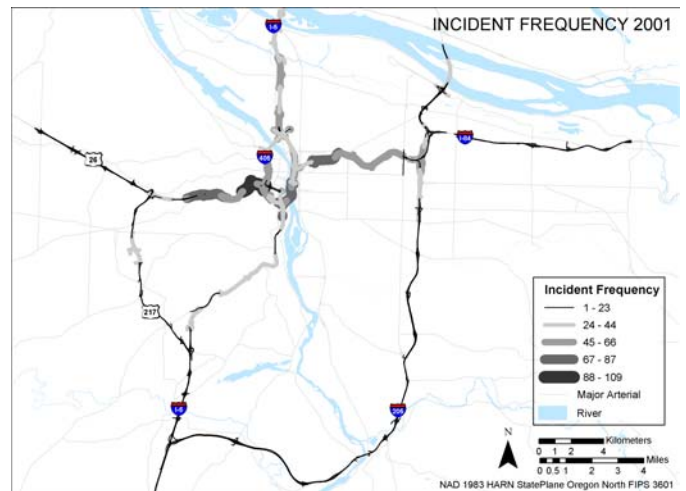 INCIDENT FREQUENCY 2001
I-5
26
405
I-84
217
I-5
205
Incident Frequency
1 - 23
24 - 44
45 - 66
67 - 87
88 - 109
Major Arterial
River
N
Kilometers
0 1 2 4
Miles
0 0.5 1 2 3 4
NAD 1983 HARN StatePlane Oregon North FIPS 3601